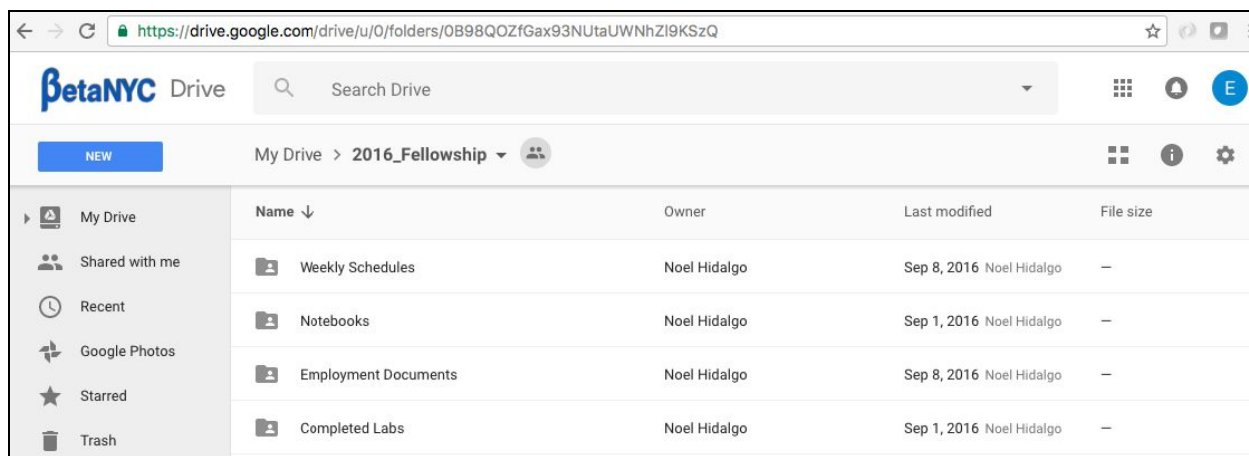 https://drive.google.com/drive/u/0/folders/0B98QOZfGax93NUtaUWNhZl9KSzQ
βetaNYC Drive
Search Drive
E
NEW
My Drive > 2016_Fellowship
My Drive
Shared with me
Recent
Google Photos
Starred
Trash
Name ↓ Owner Last modified File size
Weekly Schedules Noel Hidalgo Sep 8, 2016 Noel Hidalgo —
Notebooks Noel Hidalgo Sep 1, 2016 Noel Hidalgo —
Employment Documents Noel Hidalgo Sep 8, 2016 Noel Hidalgo —
Completed Labs Noel Hidalgo Sep 1, 2016 Noel Hidalgo —